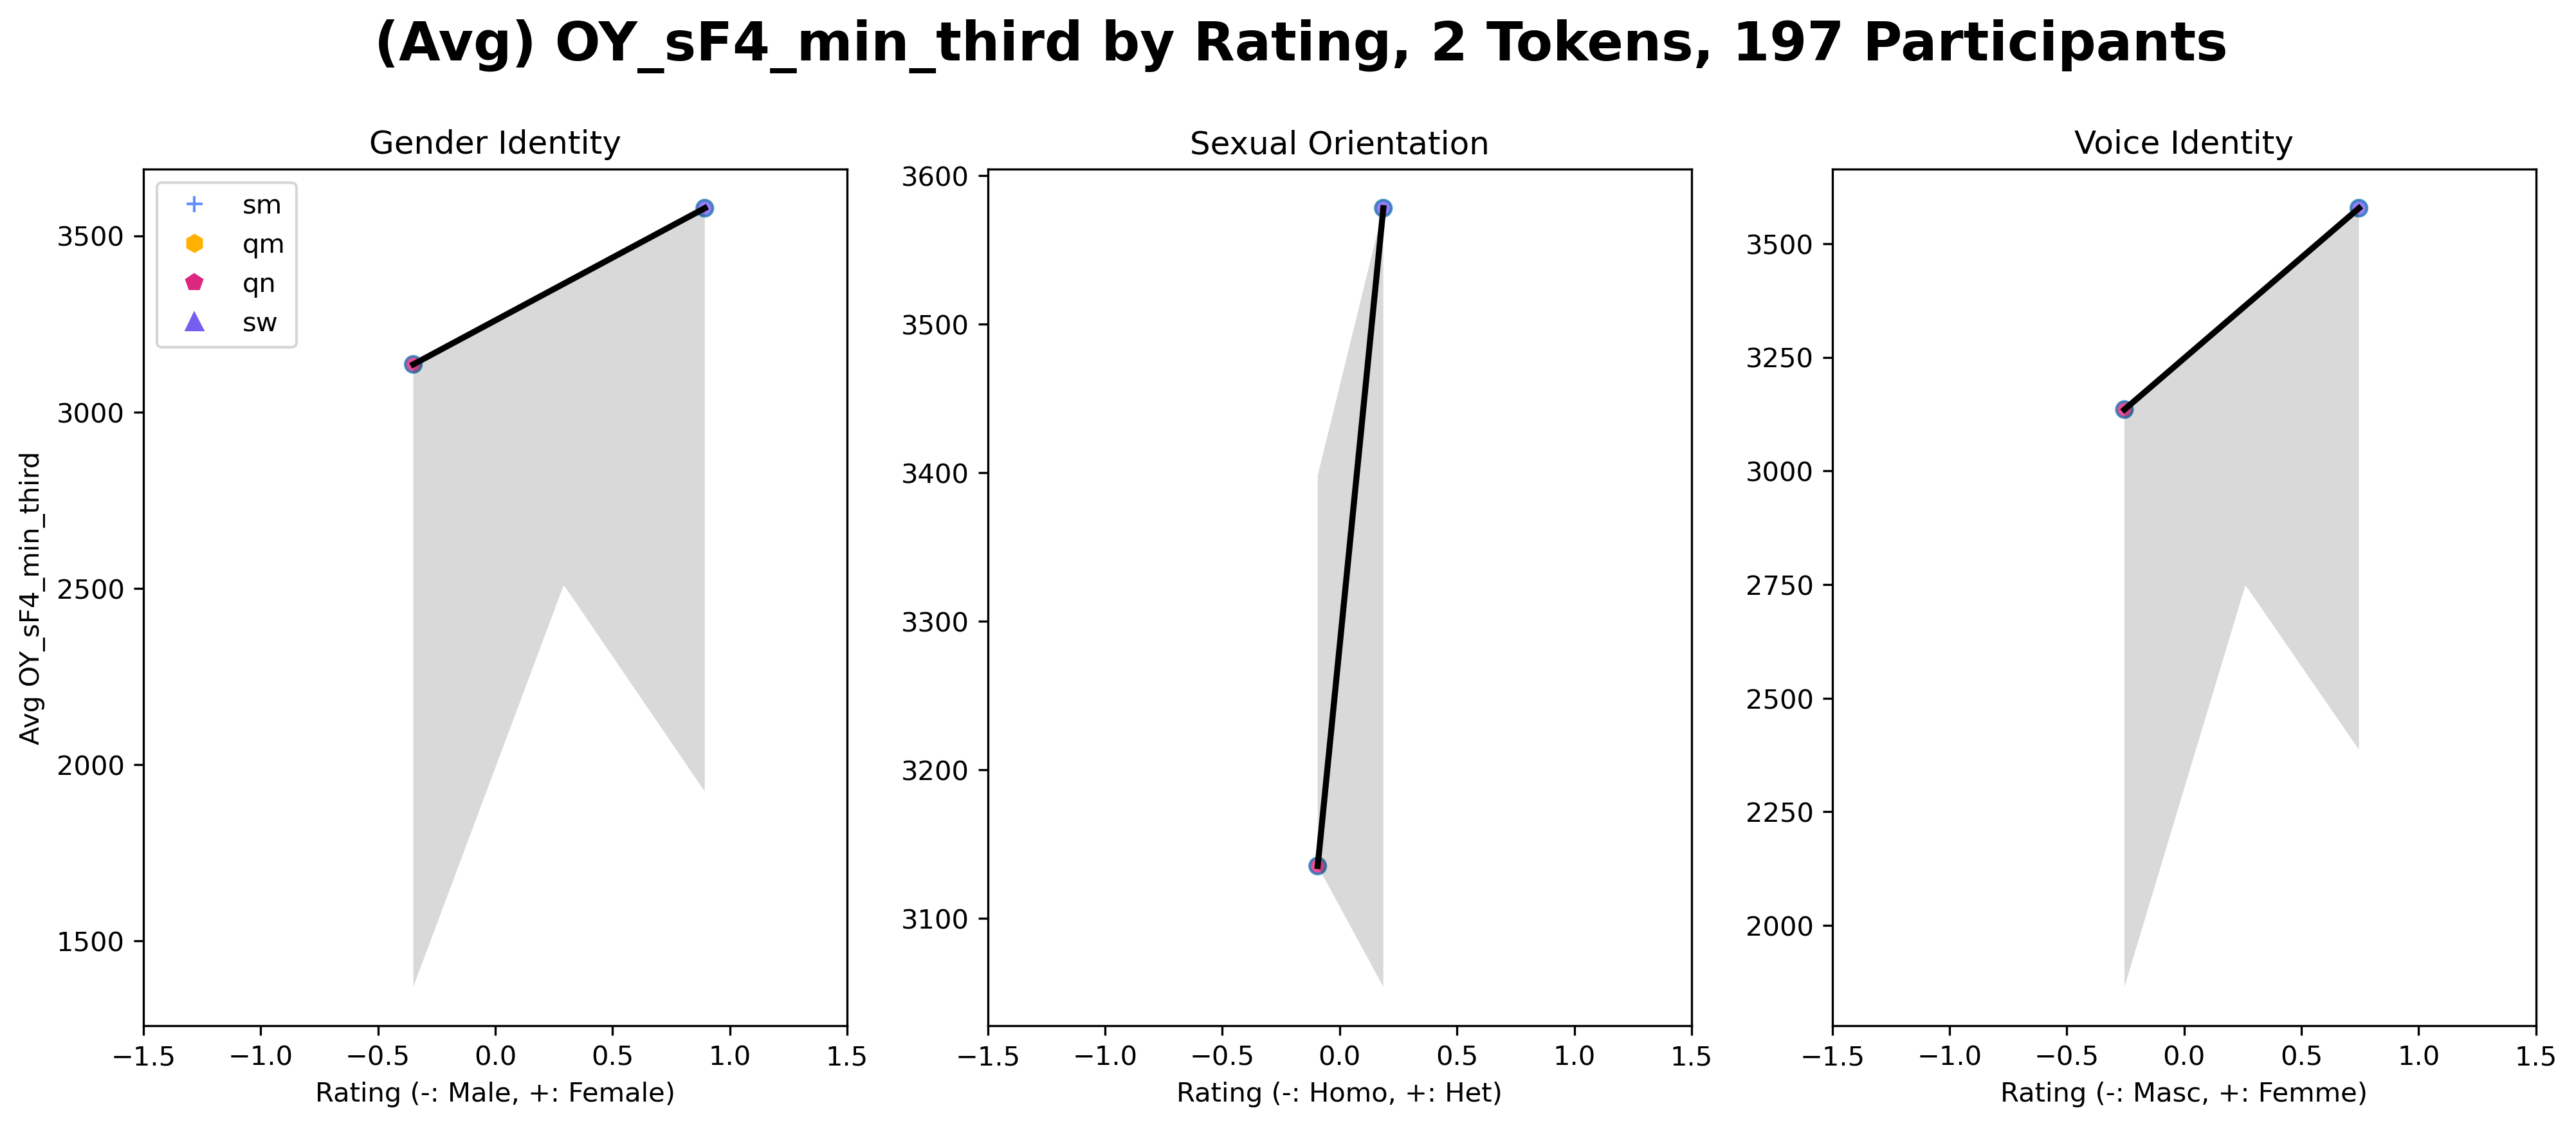 (Avg) OY_sF4_min_third by Rating, 2 Tokens, 197 Participants
Gender Identity
sm
qm
qn
sw
Avg OY_sF4_min_third
3500
3000
2500
2000
1500
−1.5 −1.0 −0.5 0.0 0.5 1.0 1.5
Rating (-: Male, +: Female)
Sexual Orientation
3600
3500
3400
3300
3200
3100
−1.5 −1.0 −0.5 0.0 0.5 1.0 1.5
Rating (-: Homo, +: Het)
Voice Identity
3500
3250
3000
2750
2500
2250
2000
−1.5 −1.0 −0.5 0.0 0.5 1.0 1.5
Rating (-: Masc, +: Femme)